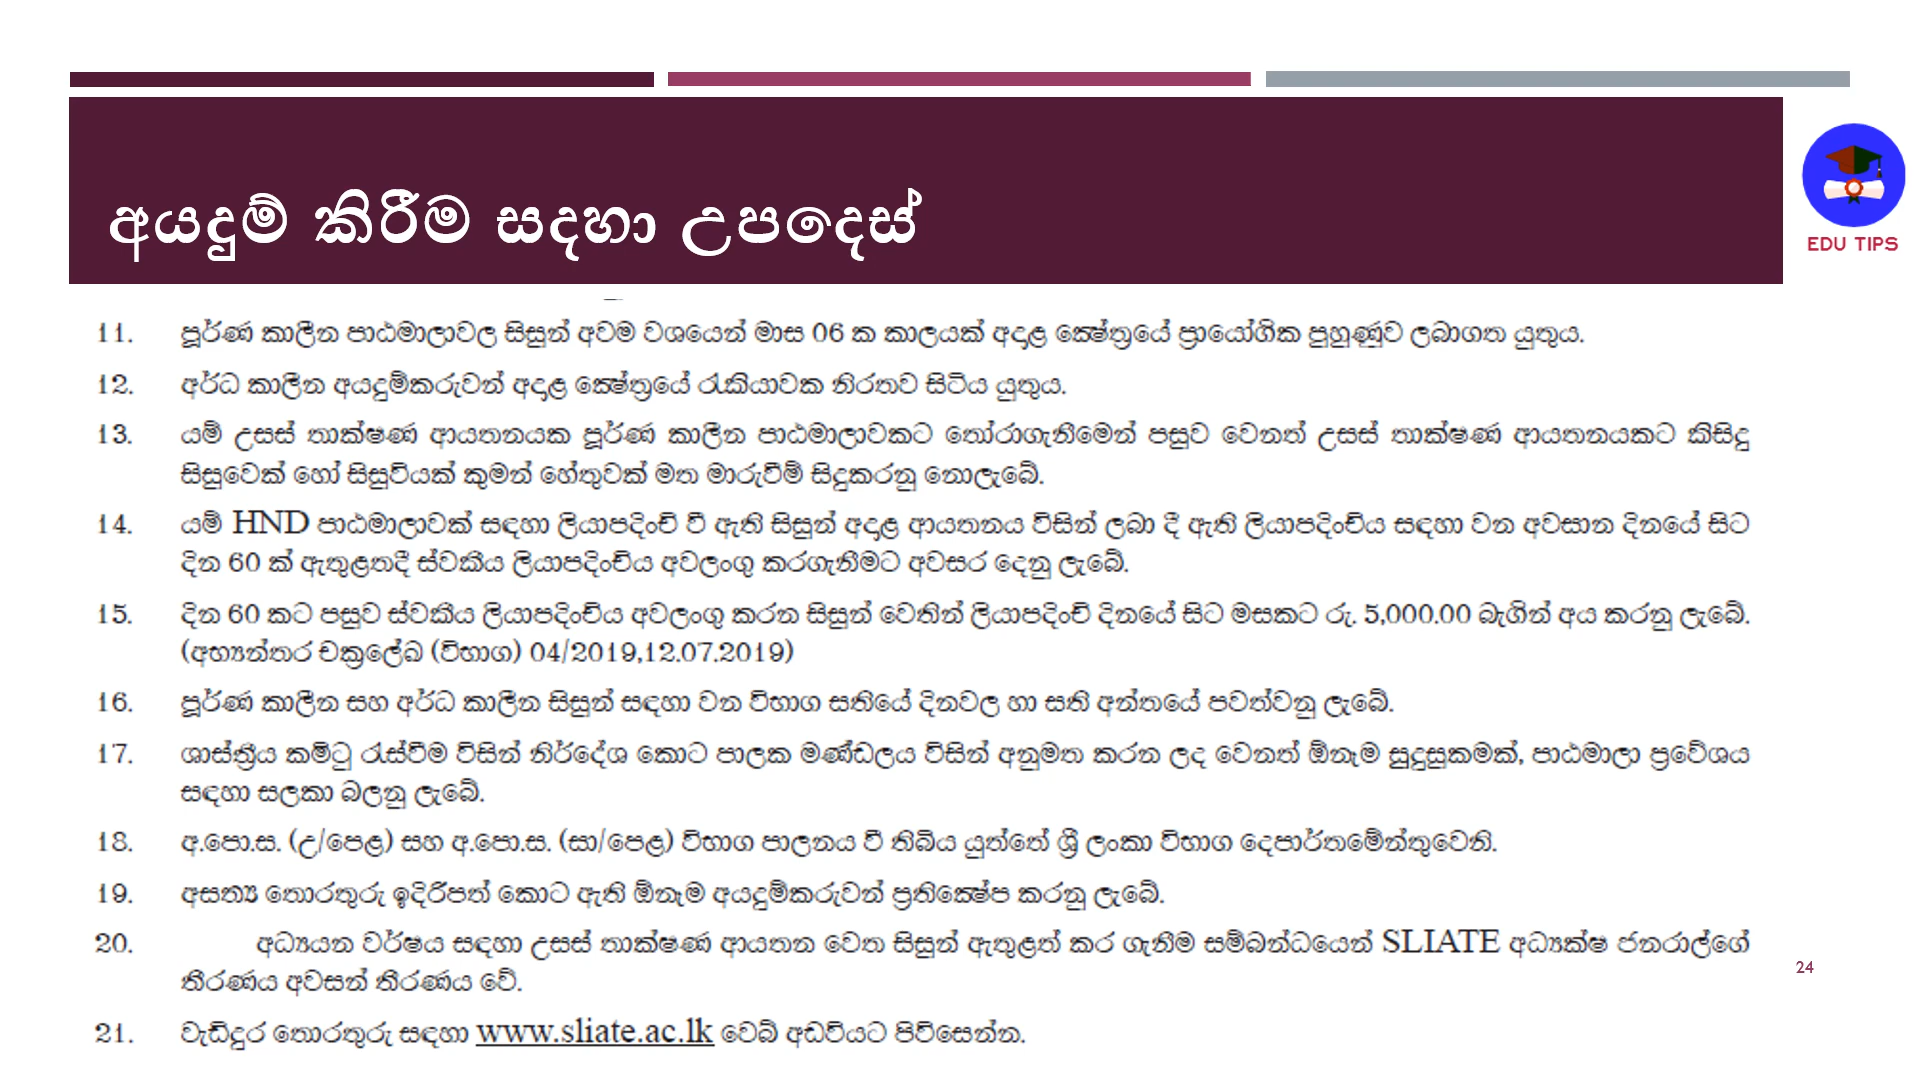 අයදුම් කිරීම සදහා උපදෙස්
EDU TIPS
11. පූර්ණ කාලීන පාඨමාලාවල සිසුන් අවම වශයෙන් මාස 06 ක කාලයක් අදාළ ක්‍ෂේත්‍රයේ ප්‍රායෝගික පුහුණුව ලබාගත යුතුය.
12. අර්ධ කාලීන අයදුම්කරුවන් අදාළ ක්‍ෂේත්‍රයේ රැකියාවක නිරතව සිටිය යුතුය.
13. යම් උසස් තාක්ෂණ ආයතනයක පූර්ණ කාලීන පාඨමාලාවකට තෝරාගැනීමෙන් පසුව වෙනත් උසස් තාක්ෂණ ආයතනයකට කිසිදු
සිසුවෙක් හෝ සිසුවියක් කුමන් හේතුවක් මත මාරුවීම් සිදුකරනු නොලැබේ.
14. යම් HND පාඨමාලාවක් සඳහා ලියාපදිංචි වී ඇති සිසුන් අදාළ ආයතනය විසින් ලබා දී ඇති ලියාපදිංචිය සඳහා වන අවසාන දිනයේ සිට
දින 60 ක් ඇතුළතදී ස්වකීය ලියාපදිංචිය අවලංගු කරගැනීමට අවසර දෙනු ලැබේ.
15. දින 60 කට පසුව ස්වකීය ලියාපදිංචිය අවලංගු කරන සිසුන් වෙතින් ලියාපදිංචි දිනයේ සිට මසකට රු. 5,000.00 බැගින් අය කරනු ලැබේ.
(අභ්‍යන්තර චක්‍රලේඛ (විභාග) 04/2019,12.07.2019)
16. පූර්ණ කාලීන සහ අර්ධ කාලීන සිසුන් සඳහා වන විභාග සතියේ දිනවල හා සති අන්තයේ පවත්වනු ලැබේ.
17. ශාස්ත්‍රීය කමිටු රැස්වීම විසින් නිර්දේශ කොට පාලක මණ්ඩලය විසින් අනුමත කරන ලද වෙනත් ඕනෑම සුදුසුකමක්, පාඨමාලා ප්‍රවේශය
සඳහා සලකා බලනු ලැබේ.
18. අ.පො.ස. (උ/පෙළ) සහ අ.පො.ස. (සා/පෙළ) විභාග පාලනය වී තිබිය යුත්තේ ශ්‍රී ලංකා විභාග දෙපාර්තමේන්තුවෙනි.
19. අසත්‍ය තොරතුරු ඉදිරිපත් කොට ඇති ඕනෑම අයදුම්කරුවන් ප්‍රතික්‍ෂේප කරනු ලැබේ.
20. අධ්‍යයන වර්ෂය සඳහා උසස් තාක්ෂණ ආයතන වෙත සිසුන් ඇතුළත් කර ගැනීම සම්බන්ධයෙන් SLIATE අධ්‍යක්ෂ ජනරාල්ගේ
තීරණය අවසන් තීරණය වේ.
24
21. වැඩිදුර තොරතුරු සඳහා www.sliate.ac.lk වෙබ් අඩවියට පිවිසෙන්න.